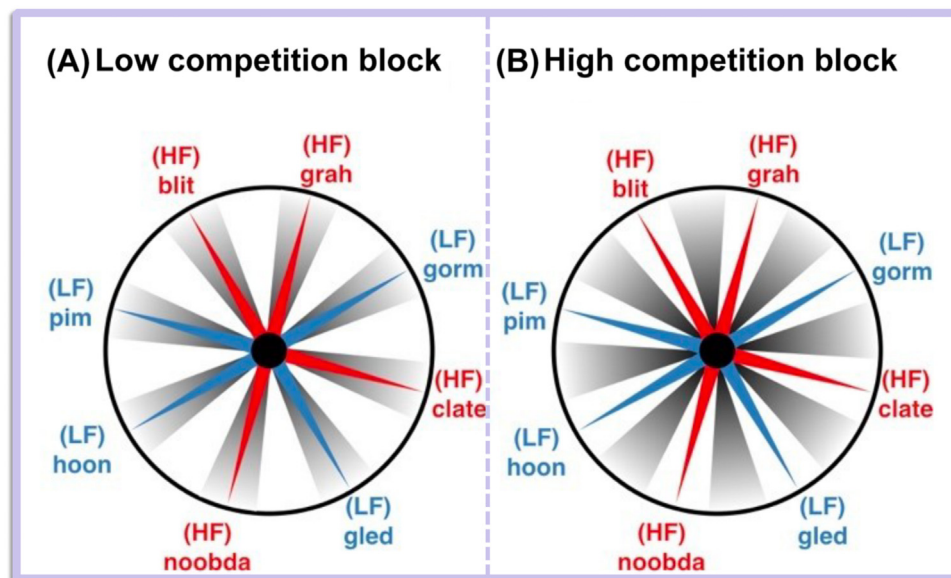 (A) Low competition block
(HF)
blit
(HF)
grah
(LF)
gorm
(LF)
pim
(HF)
clate
(LF)
hoon
(HF)
noobda
(LF)
gled
(B) High competition block
(HF)
blit
(HF)
grah
(LF)
gorm
(LF)
pim
(HF)
clate
(LF)
hoon
(HF)
noobda
(LF)
gled